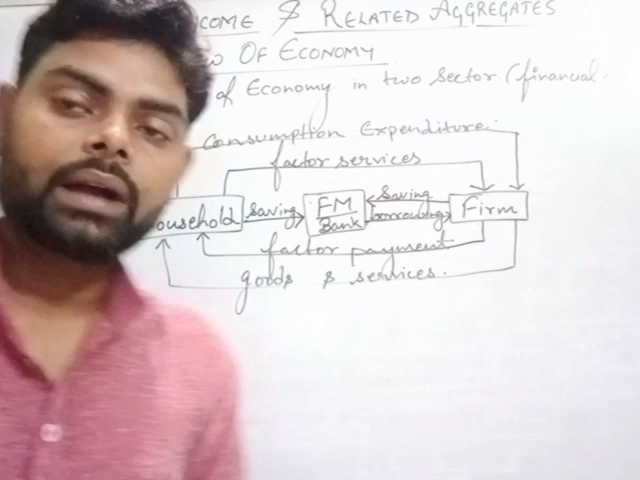 COME & RELATED AGGREGATES
W OF ECONOMY
of Economy in two Sector (financial
Consumption Expenditure
factor services
ousehold Saving FM Bank Saving borrowing Firm
factor payment
goods & services.